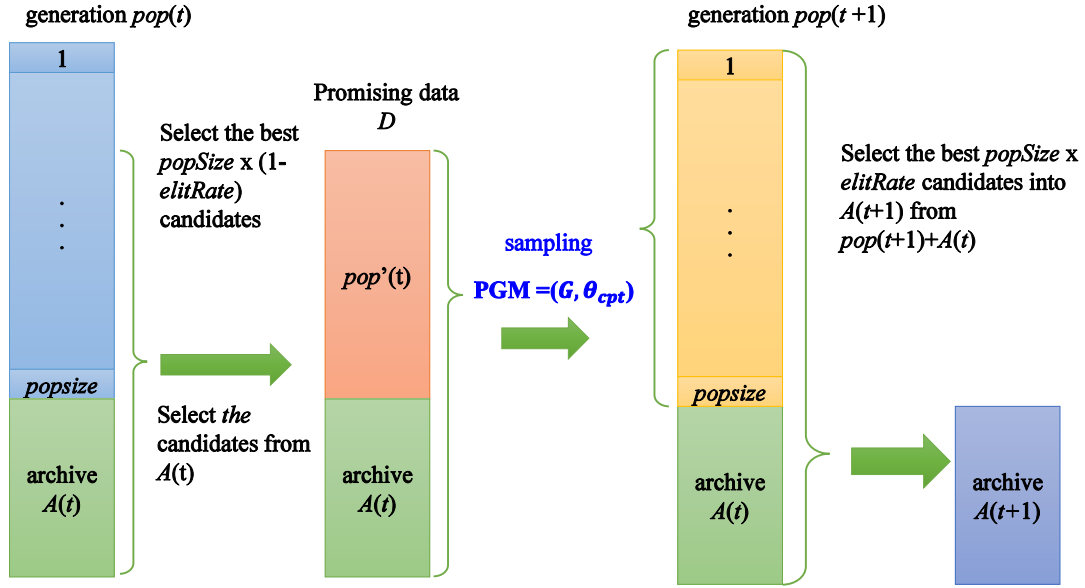 generation pop(t)
1
.
.
.
popsize
archive
A(t)
Select the best
popSize x (1-
elitRate)
candidates
Select the
candidates from
A(t)
Promising data
D
pop’(t)
archive
A(t)
sampling
PGM =(G, θcpt)
generation pop(t +1)
1
.
.
.
popsize
archive
A(t)
Select the best popSize x
elitRate candidates into
A(t+1) from
pop(t+1)+A(t)
archive
A(t+1)